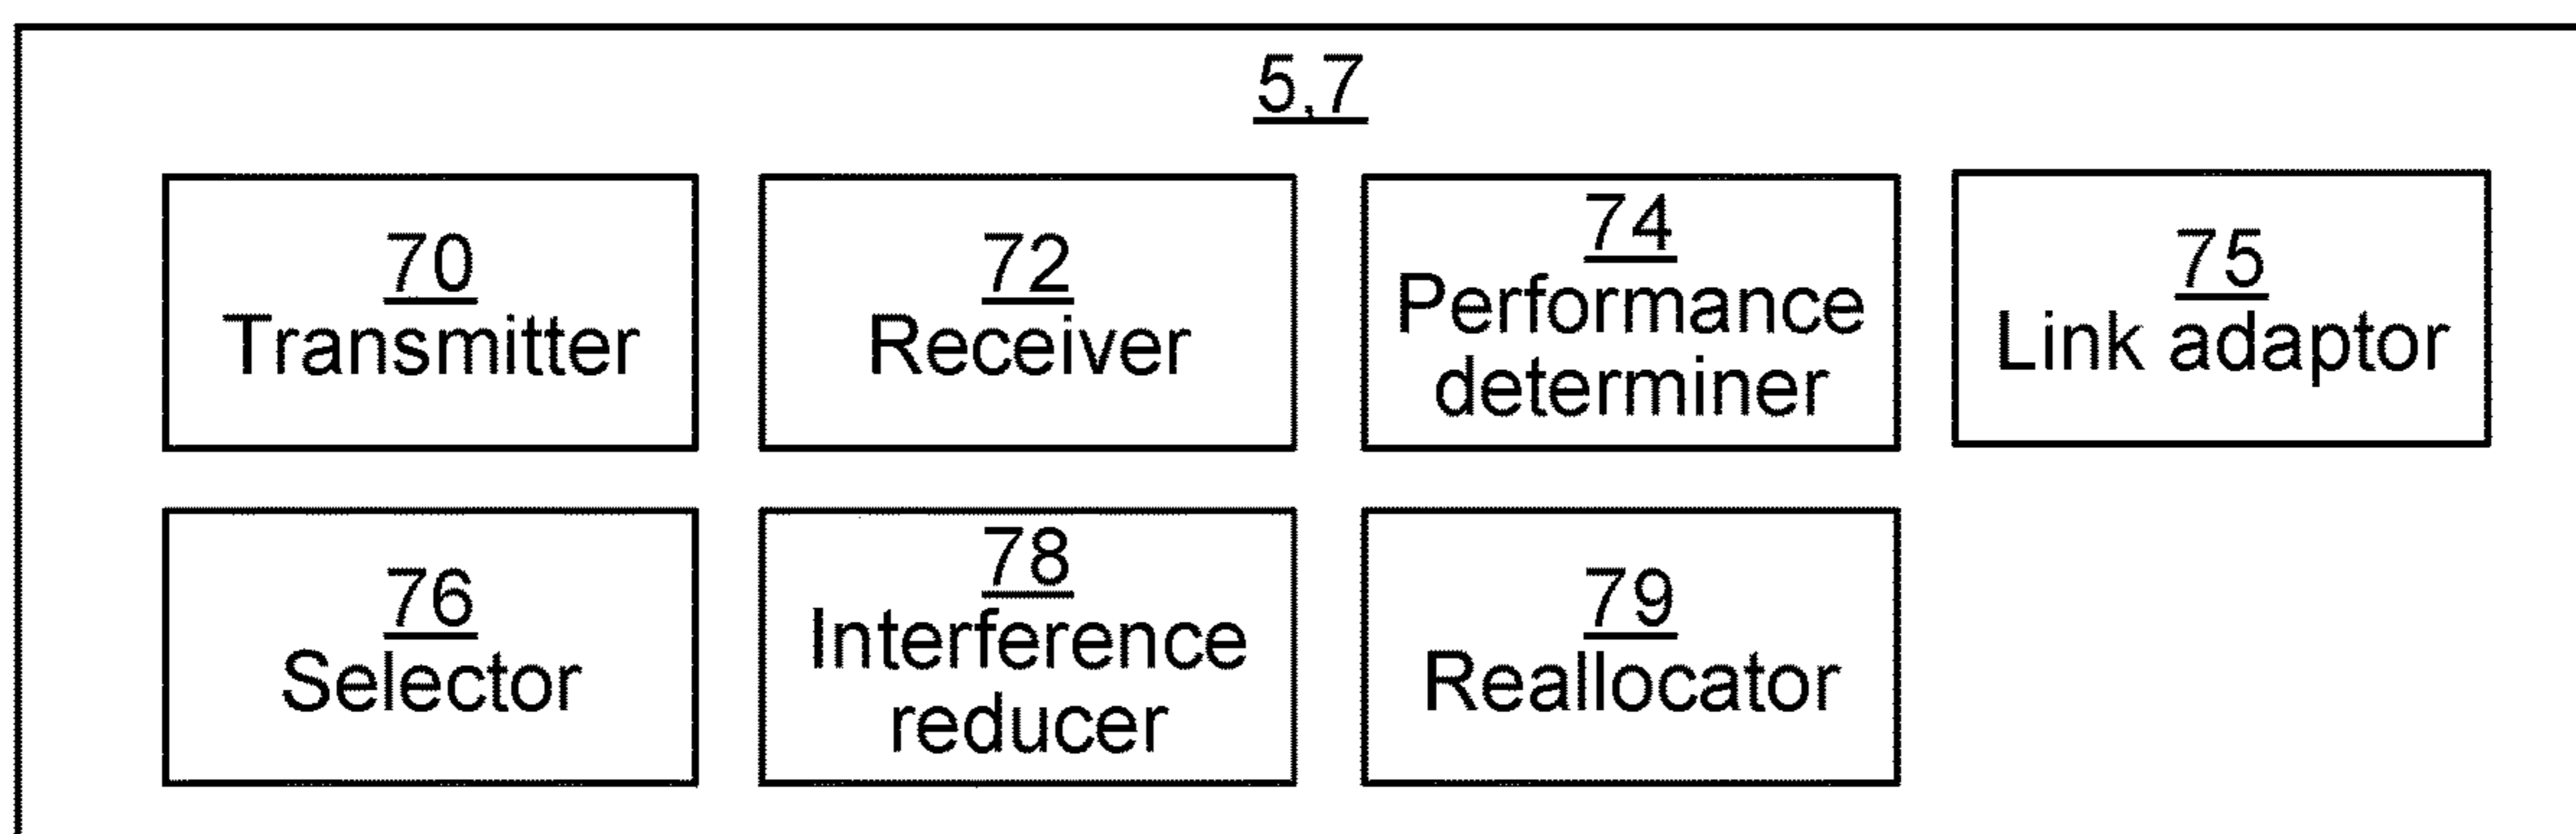 5,7
70
Transmitter
72
Receiver
74
Performance
determiner
75
Link adaptor
76
Selector
78
Interference
reducer
79
Reallocator